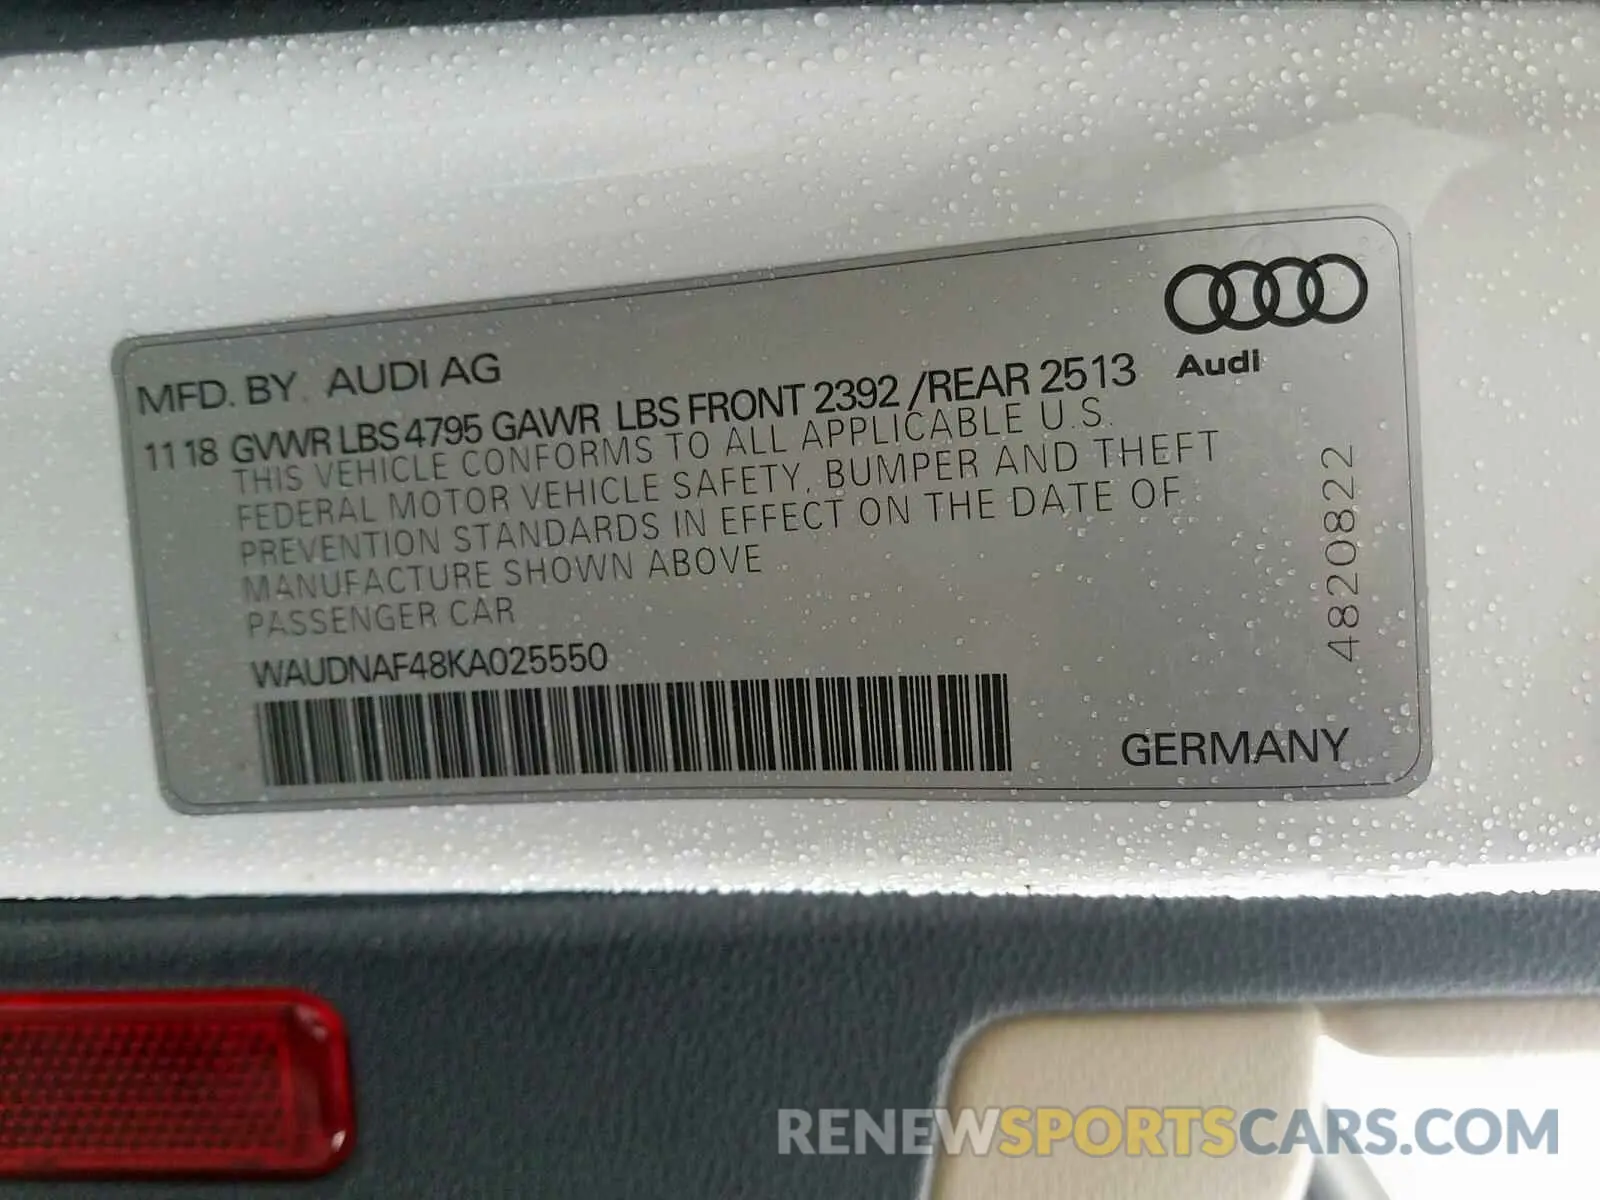 MFD. BY. AUDI AG
11 18 GVWR LBS 4795 GAWR LBS FRONT 2392 /REAR 2513
THIS VEHICLE CONFORMS TO ALL APPLICABLE U.S.
FEDERAL MOTOR VEHICLE SAFETY, BUMPER AND THEFT
PREVENTION STANDARDS IN EFFECT ON THE DATE OF
MANUFACTURE SHOWN ABOVE
PASSENGER CAR
WAUDNAF48KA025550
Audi
4820822
GERMANY
RENEWSPORTSCARS.COM